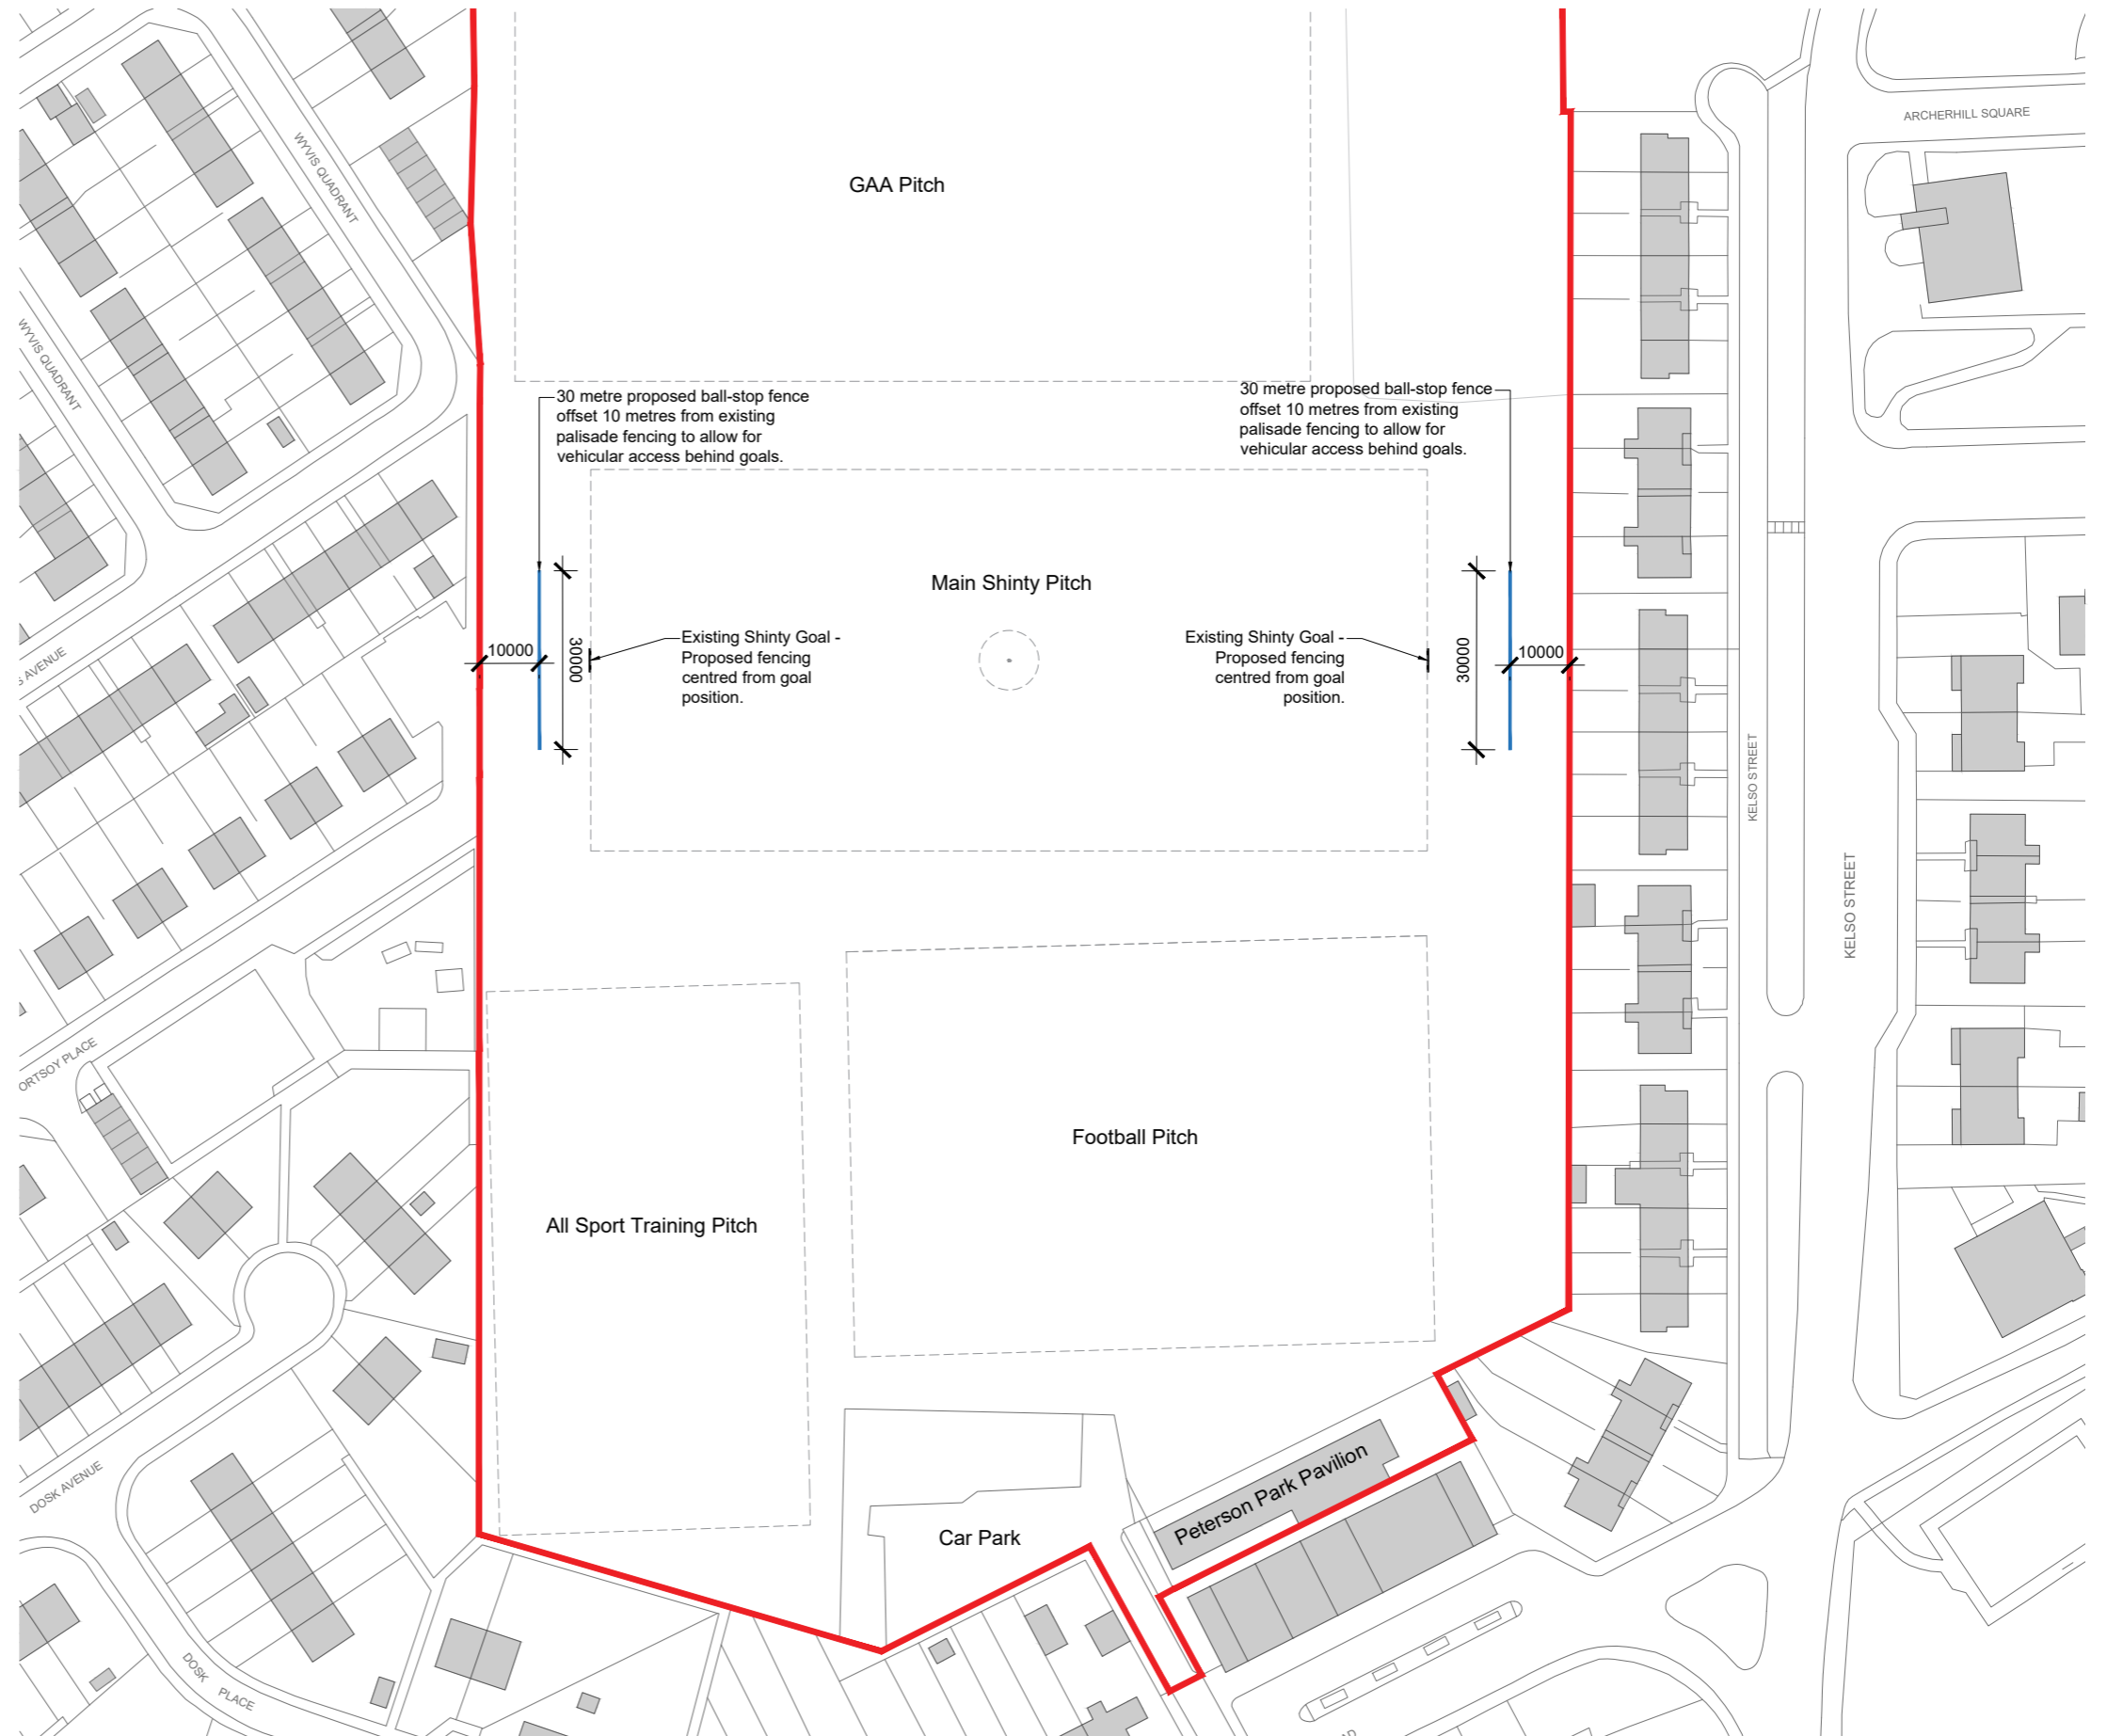 ARCHERHILL SQUARE
WYVIS QUADRANT
GAA Pitch
WYVIS QUADRANT
30 metre proposed ball-stop fence
offset 10 metres from existing
palisade fencing to allow for
vehicular access behind goals.
30 metre proposed ball-stop fence
offset 10 metres from existing
palisade fencing to allow for
vehicular access behind goals.
Main Shinty Pitch
10000
30000
Existing Shinty Goal -
Proposed fencing
centred from goal
position.
Existing Shinty Goal -
Proposed fencing
centred from goal
position.
30000
10000
AVENUE
KELSO STREET
KELSO STREET
ORTSOY PLACE
Football Pitch
All Sport Training Pitch
DOSK AVENUE
Peterson Park Pavilion
Car Park
DOSK PLACE